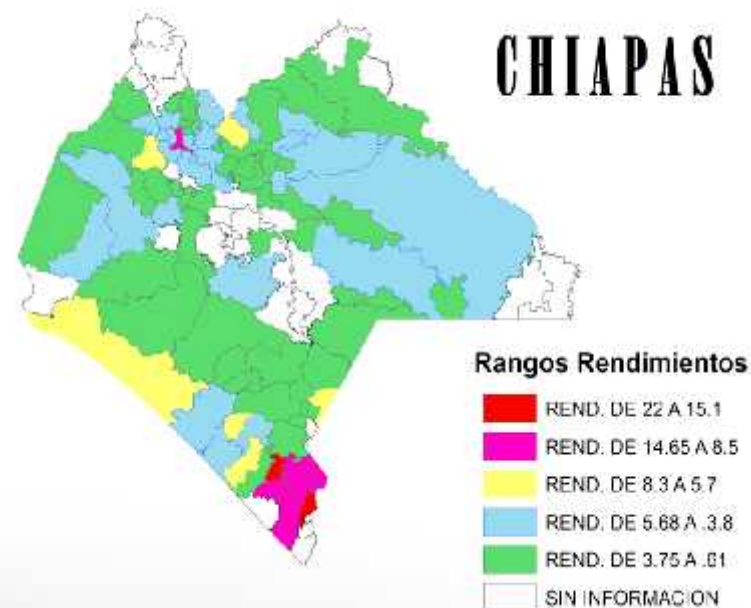 CHIAPAS
Rangos Rendimientos
REND. DE 22 A 15.1
REND. DE 14.65 A 8.5
REND. DE 8.3 A 5.7
REND. DE 5.68 A .3.8
REND. DE 3.75 A .61
SIN INFORMACION